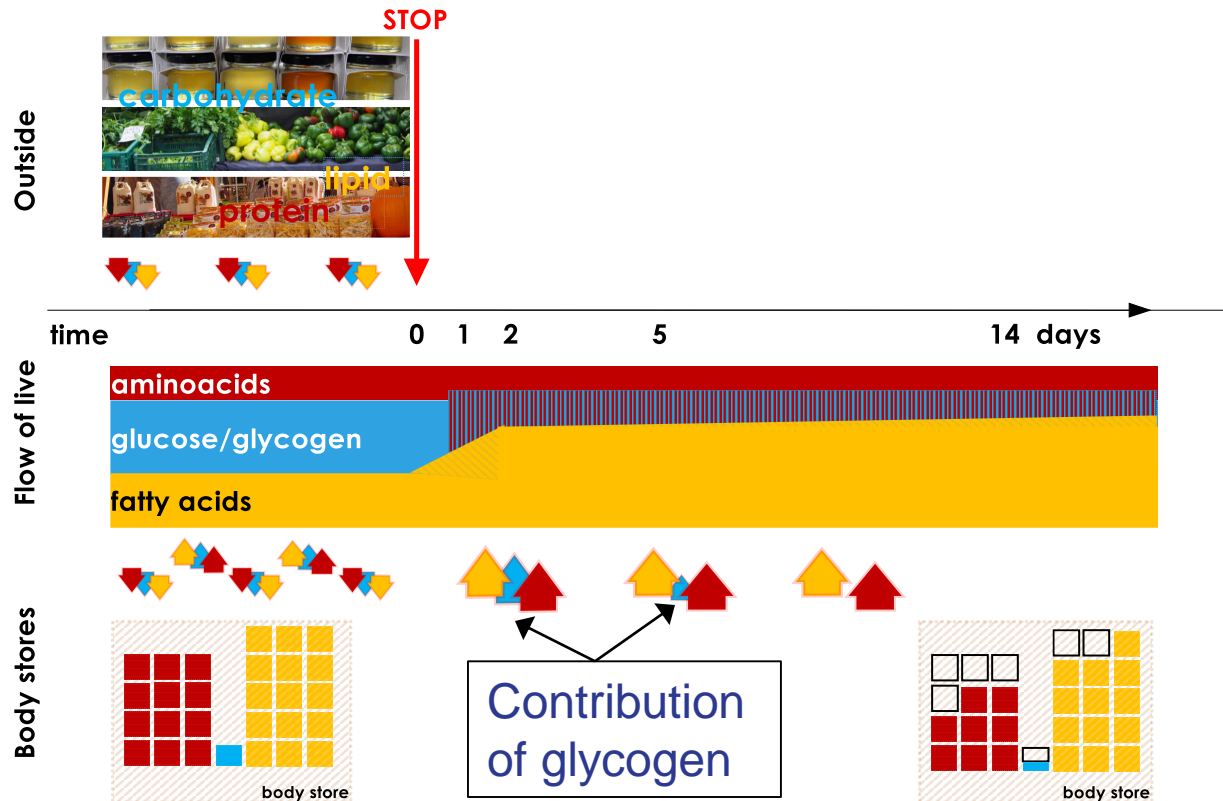 STOP
carbohydrate
lipid
protein
Outside
time 0 1 2 5 14 days
Flow of live
aminoacids
glucose/glycogen
fatty acids
Body stores
Contribution
of glycogen
body store
body store